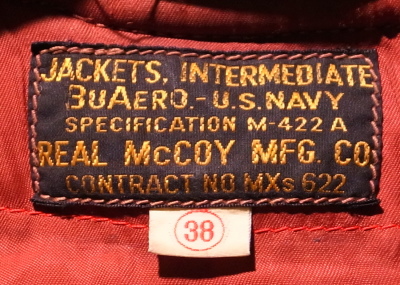 JACKETS, INTERMEDIATE
BUAERO.-U.S.NAVY
SPECIFICATION M-422 A
REAL McCOY MFG. CO
CONTRACT NO. MXs 622
38